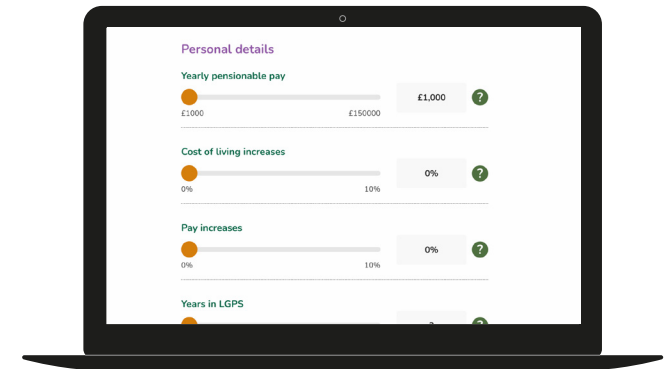 Personal details
Yearly pensionable pay
£1,000 ?
£1000 £150000
Cost of living increases
0% ?
0% 10%
Pay increases
0% ?
0% 10%
Years in LGPS
?